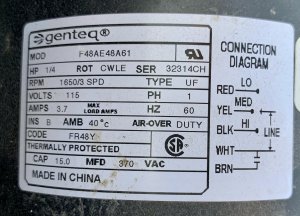 genteq
MOD F48AE48A61
HP 1/4 ROT CWLE SER 32314CH
RPM 1650/3 SPD TYPE UF
VOLTS 115 PH 1
AMPS 3.7 MAX LOAD AMPS HZ 60
INS B AMB 40°c AIR-OVER DUTY
CODE FR48Y
THERMALLY PROTECTED
CAP 15.0 MFD 370 VAC
MADE IN CHINA
CONNECTION
DIAGRAM
RED LO
YEL MED
BLK HI
WHT LINE
BRN